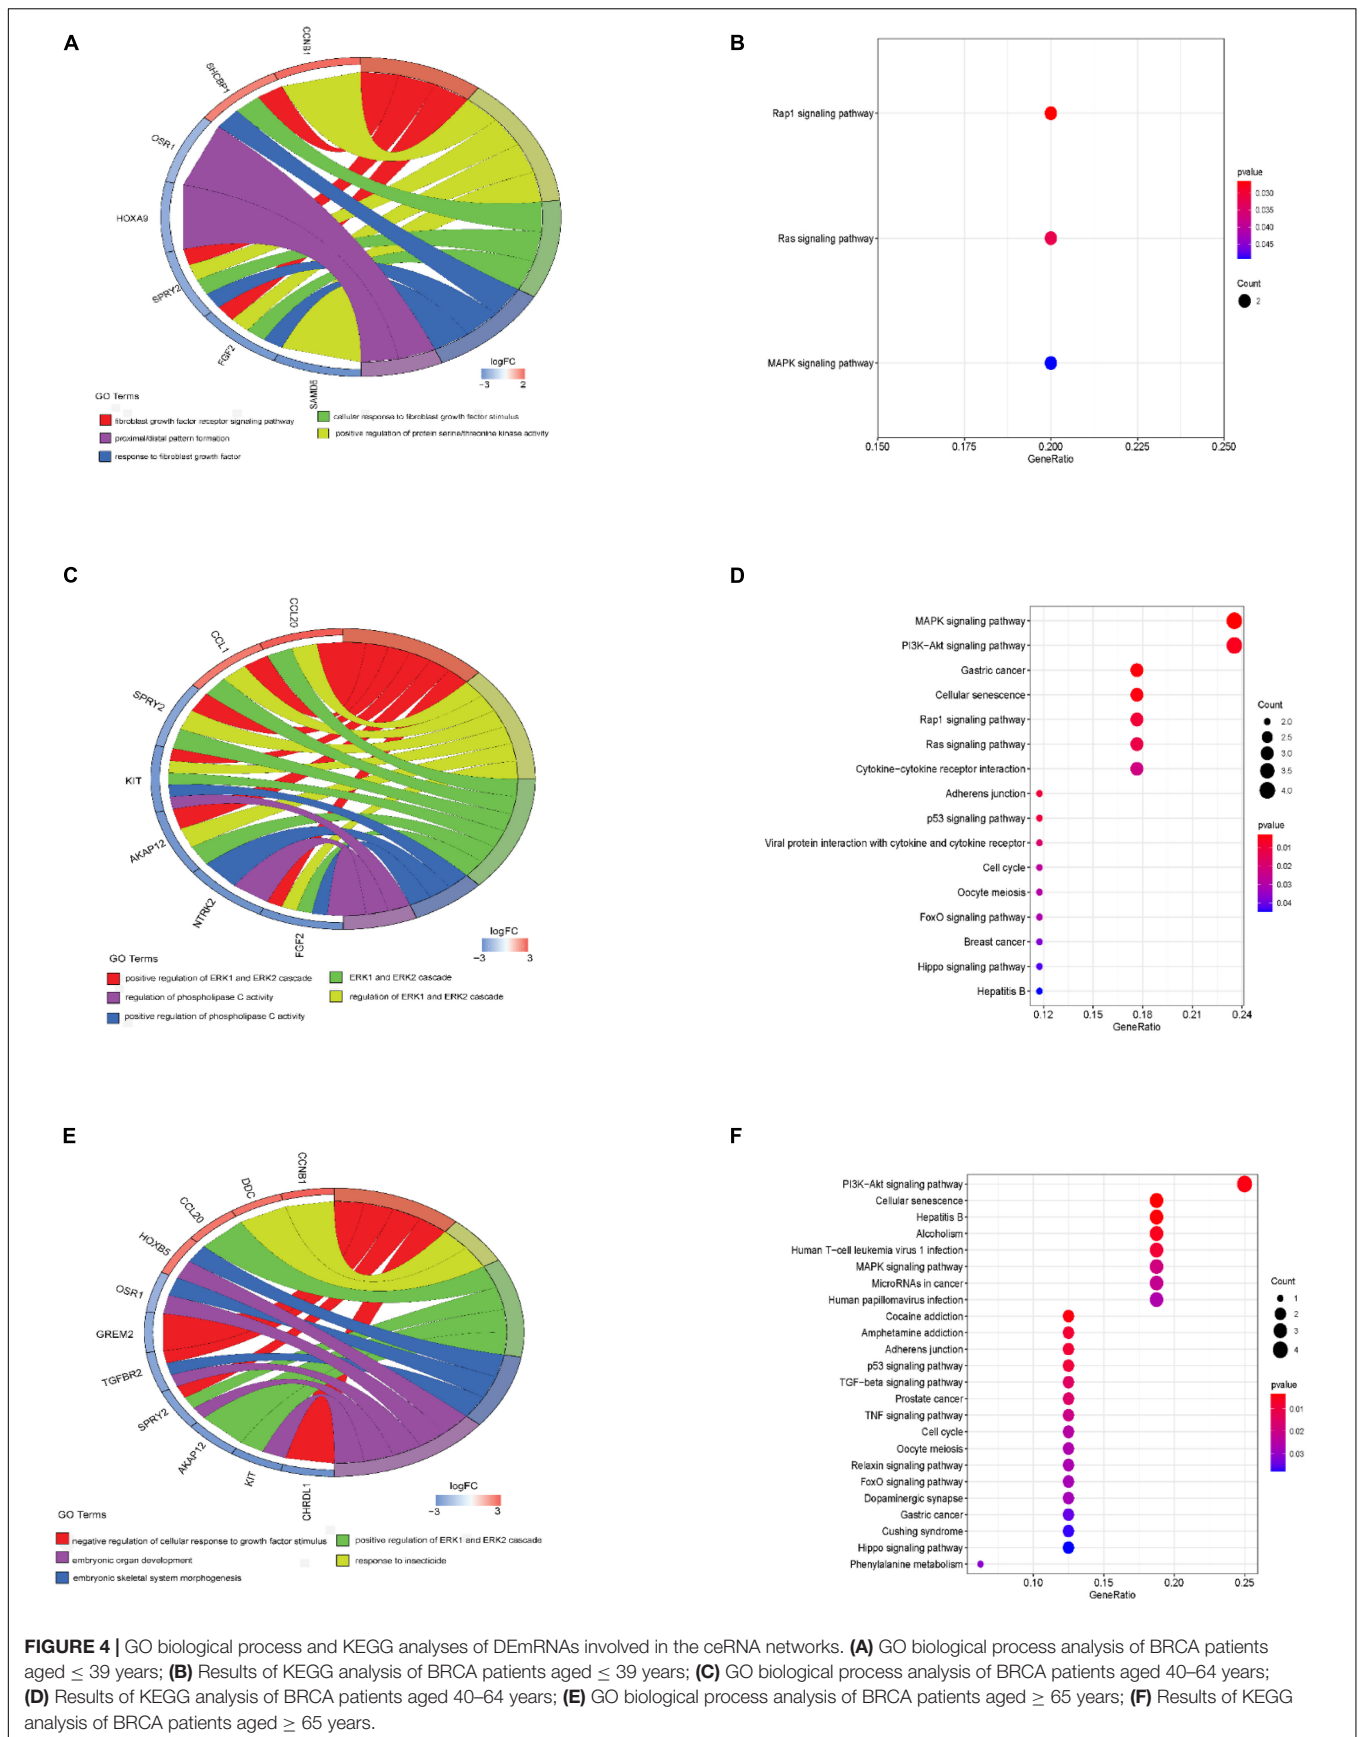 A
CCNB1
SHCBP1
OSR1
HOXA9
SPRY2
FGF2
SAMD5
logFC
−3 2
GO Terms
fibroblast growth factor receptor signaling pathway
proximal/distal pattern formation
response to fibroblast growth factor
cellular response to fibroblast growth factor stimulus
positive regulation of protein serine/threonine kinase activity
B
Rap1 signaling pathway
Ras signaling pathway
MAPK signaling pathway
0.150 0.175 0.200 0.225 0.250
GeneRatio
pvalue
0.030
0.035
0.040
0.045
Count
2
C
CCL20
CCL1
SPRY2
KIT
AKAP12
NTRK2
FGF2
logFC
−3 3
GO Terms
positive regulation of ERK1 and ERK2 cascade
regulation of phospholipase C activity
positive regulation of phospholipase C activity
ERK1 and ERK2 cascade
regulation of ERK1 and ERK2 cascade
D
MAPK signaling pathway
PI3K−Akt signaling pathway
Gastric cancer
Cellular senescence
Rap1 signaling pathway
Ras signaling pathway
Cytokine−cytokine receptor interaction
Adherens junction
p53 signaling pathway
Viral protein interaction with cytokine and cytokine receptor
Cell cycle
Oocyte meiosis
FoxO signaling pathway
Breast cancer
Hippo signaling pathway
Hepatitis B
0.12 0.15 0.18 0.21 0.24
GeneRatio
Count
2.0
2.5
3.0
3.5
4.0
pvalue
0.01
0.02
0.03
0.04
E
CCNB1
DDC
CCL20
HOXB5
OSR1
GREM2
TGFBR2
SPRY2
AKAP12
KIT
CHRDL1
logFC
−3 3
GO Terms
negative regulation of cellular response to growth factor stimulus
embryonic organ development
embryonic skeletal system morphogenesis
positive regulation of ERK1 and ERK2 cascade
response to insecticide
F
PI3K−Akt signaling pathway
Cellular senescence
Hepatitis B
Alcoholism
Human T−cell leukemia virus 1 infection
MAPK signaling pathway
MicroRNAs in cancer
Human papillomavirus infection
Cocaine addiction
Amphetamine addiction
Adherens junction
p53 signaling pathway
TGF−beta signaling pathway
Prostate cancer
TNF signaling pathway
Cell cycle
Oocyte meiosis
Relaxin signaling pathway
FoxO signaling pathway
Dopaminergic synapse
Gastric cancer
Cushing syndrome
Hippo signaling pathway
Phenylalanine metabolism
0.10 0.15 0.20 0.25
GeneRatio
Count
1
2
3
4
pvalue
0.01
0.02
0.03
FIGURE 4 | GO biological process and KEGG analyses of DEmRNAs involved in the ceRNA networks. (A) GO biological process analysis of BRCA patients
aged ≤ 39 years; (B) Results of KEGG analysis of BRCA patients aged ≤ 39 years; (C) GO biological process analysis of BRCA patients aged 40–64 years;
(D) Results of KEGG analysis of BRCA patients aged 40–64 years; (E) GO biological process analysis of BRCA patients aged ≥ 65 years; (F) Results of KEGG
analysis of BRCA patients aged ≥ 65 years.